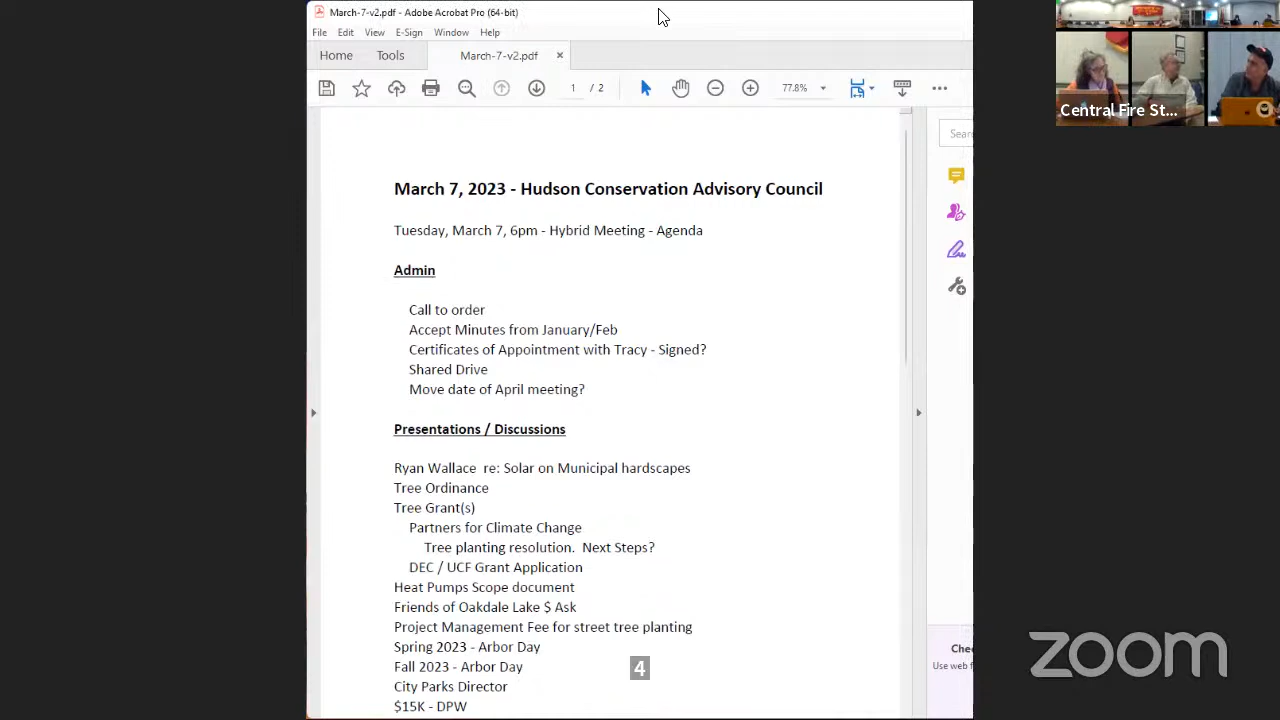 March-7-v2.pdf - Adobe Acrobat Pro (64-bit)
File Edit View E-Sign Window Help
Home Tools March-7-v2.pdf ×
1 / 2 77.8%
Sear
March 7, 2023 - Hudson Conservation Advisory Council
Tuesday, March 7, 6pm - Hybrid Meeting - Agenda
Admin
Call to order
Accept Minutes from January/Feb
Certificates of Appointment with Tracy - Signed?
Shared Drive
Move date of April meeting?
Presentations / Discussions
Ryan Wallace re: Solar on Municipal hardscapes
Tree Ordinance
Tree Grant(s)
Partners for Climate Change
Tree planting resolution. Next Steps?
DEC / UCF Grant Application
Heat Pumps Scope document
Friends of Oakdale Lake $ Ask
Project Management Fee for street tree planting
Spring 2023 - Arbor Day
Fall 2023 - Arbor Day
City Parks Director
$15K - DPW
4
Chec
Use web f
Central Fire St...
zoom